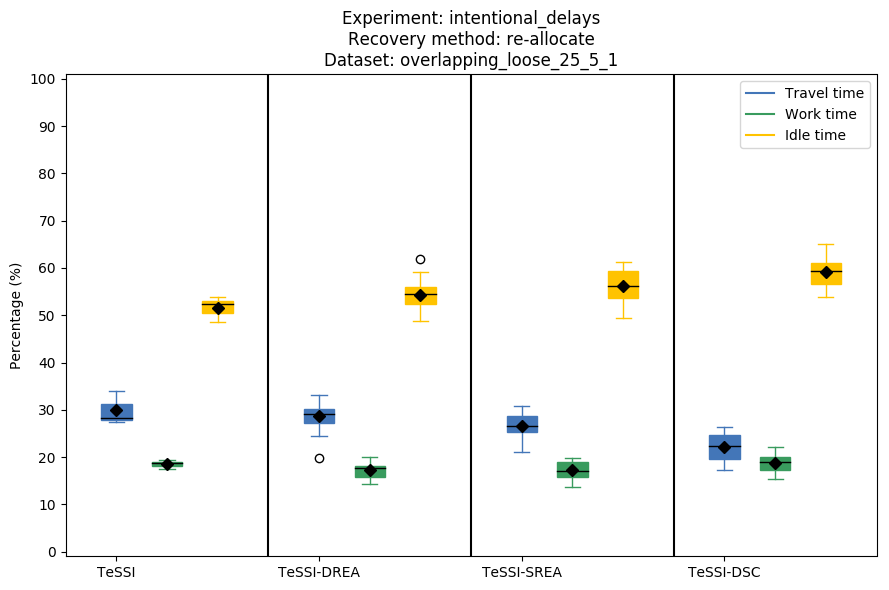 Experiment: intentional_delays
Recovery method: re-allocate
Dataset: overlapping_loose_25_5_1
Percentage (%)
100
90
80
70
60
50
40
30
20
10
0
Travel time
Work time
Idle time
TeSSI
TeSSI-DREA
TeSSI-SREA
TeSSI-DSC